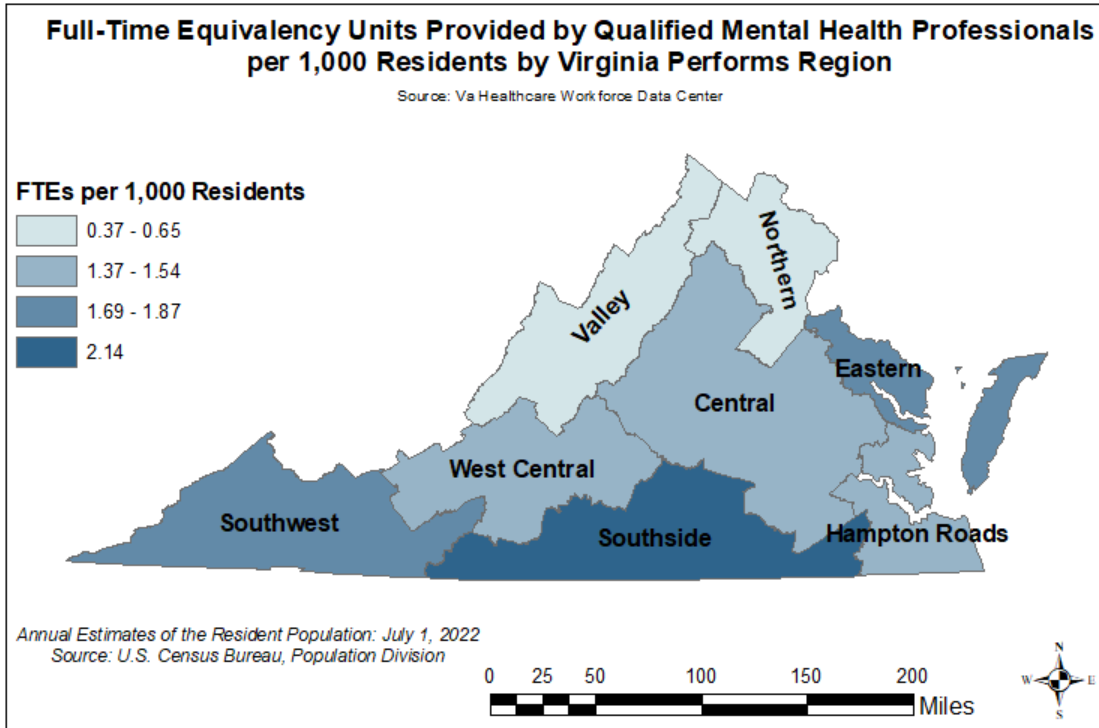 Full-Time Equivalency Units Provided by Qualified Mental Health Professionals
per 1,000 Residents by Virginia Performs Region
Source: Va Healthcare Workforce Data Center
FTEs per 1,000 Residents
0.37 - 0.65
1.37 - 1.54
1.69 - 1.87
2.14
Northern
Valley
Eastern
Central
West Central
Southwest
Southside
Hampton Roads
Annual Estimates of the Resident Population: July 1, 2022
Source: U.S. Census Bureau, Population Division
0 25 50 100 150 200
Miles
N
W E
S